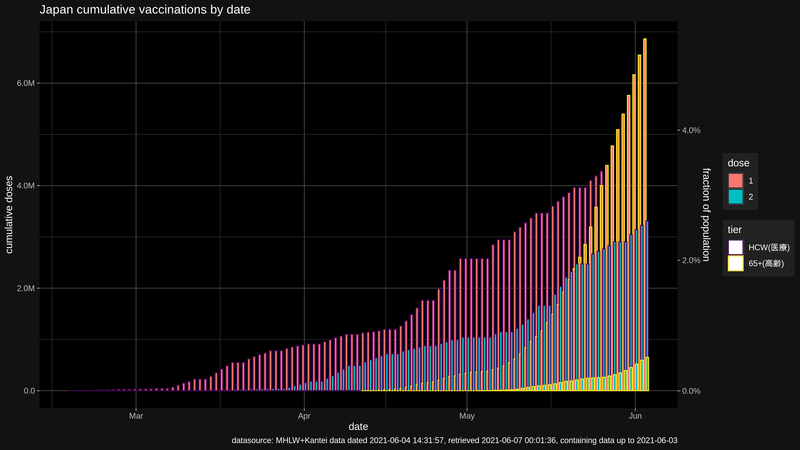 Japan cumulative vaccinations by date
6.0M
4.0M
2.0M
0.0
cumulative doses
4.0%
2.0%
0.0%
fraction of population
Mar
Apr
May
Jun
date
dose
1
2
tier
HCW(医療)
65+(高齢)
datasource: MHLW+Kantei data dated 2021-06-04 14:31:57, retrieved 2021-06-07 00:01:36, containing data up to 2021-06-03